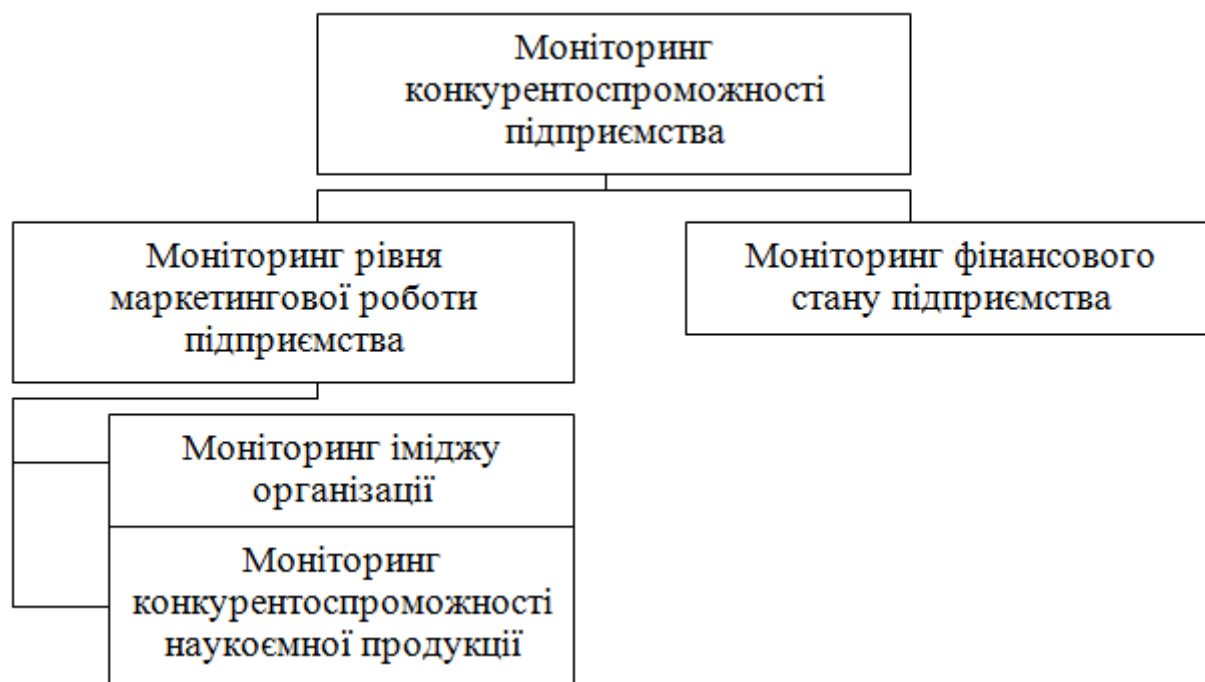 Моніторинг
конкурентоспроможності
підприємства
Моніторинг рівня
маркетингової роботи
підприємства
Моніторинг фінансового
стану підприємства
Моніторинг іміджу
організації
Моніторинг
конкурентоспроможності
наукоємної продукції